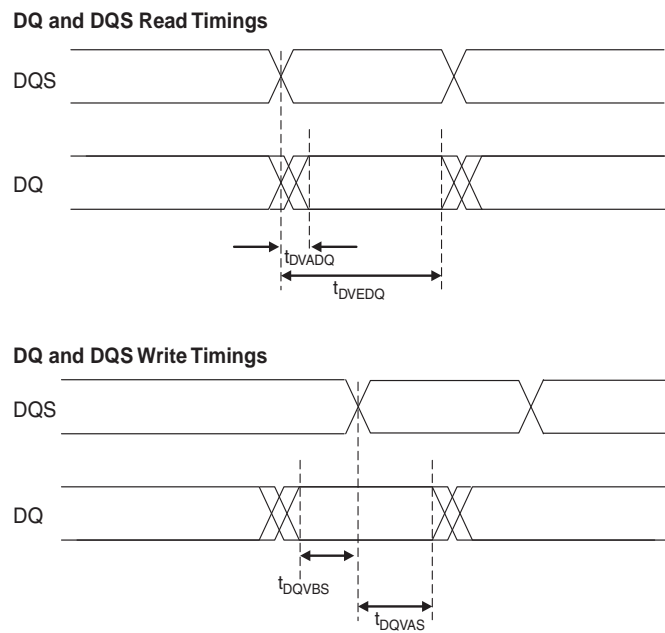 DQ and DQS Read Timings
DQS
DQ
tDVADQ
tDVEDQ
DQ and DQS Write Timings
DQS
DQ
tDQVBS
tDQVAS